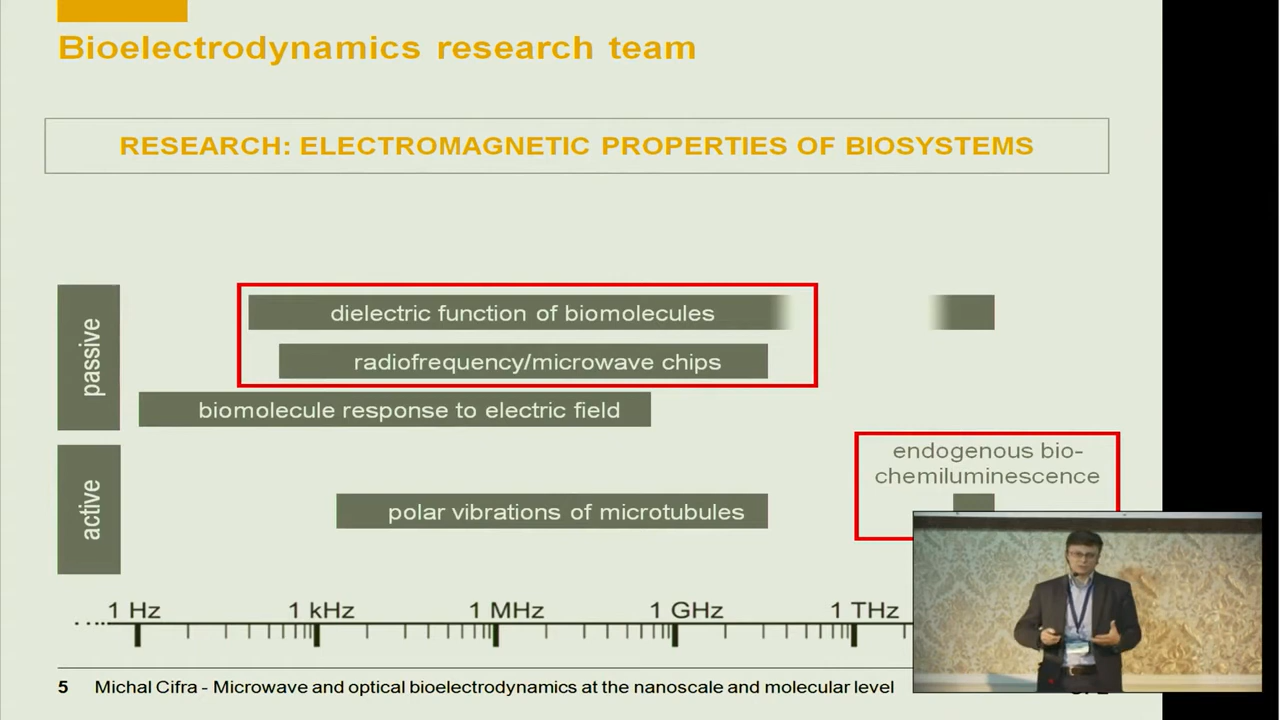 Bioelectrodynamics research team
RESEARCH: ELECTROMAGNETIC PROPERTIES OF BIOSYSTEMS
passive
dielectric function of biomolecules
radiofrequency/microwave chips
biomolecule response to electric field
active
endogenous bio-
chemiluminescence
polar vibrations of microtubules
1 Hz 1 kHz 1 MHz 1 GHz 1 THz
5 Michal Cifra - Microwave and optical bioelectrodynamics at the nanoscale and molecular level